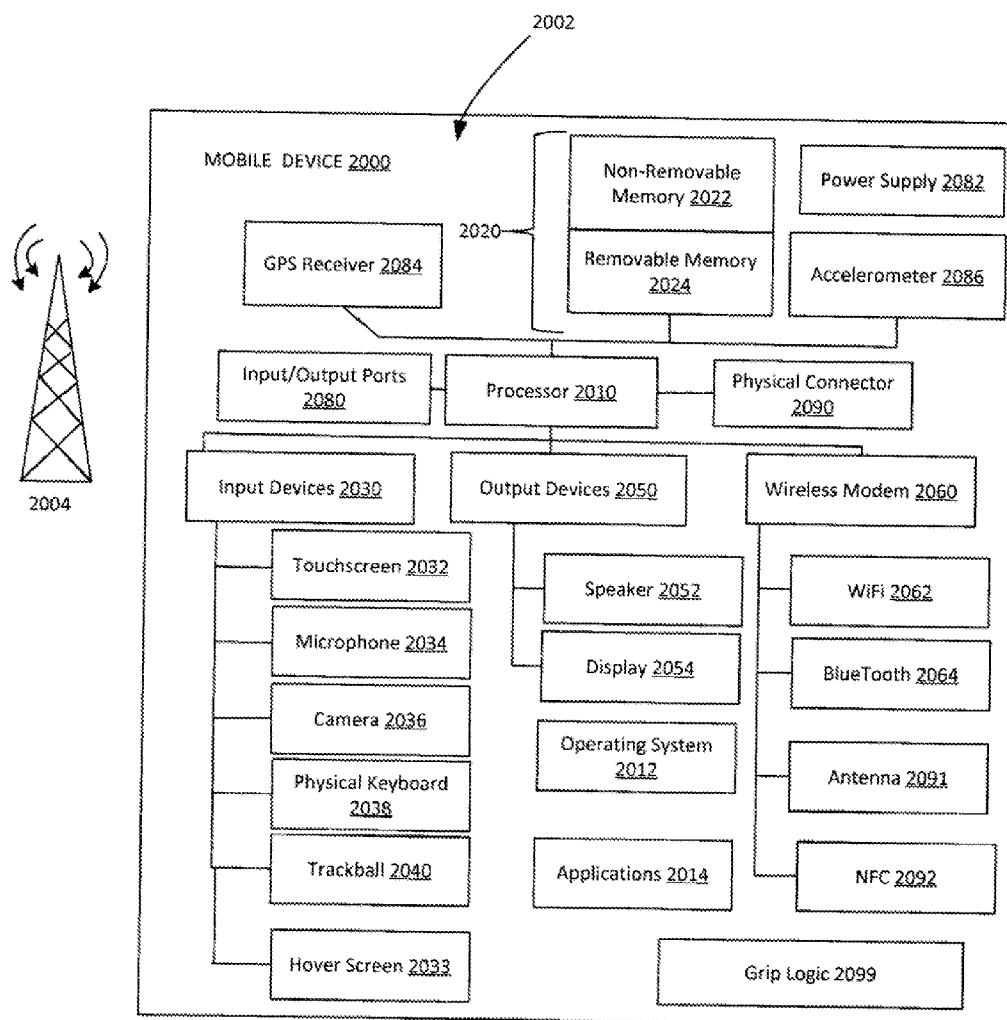 2002
MOBILE DEVICE 2000
Non-Removable
Memory 2022
Power Supply 2082
2020
GPS Receiver 2084
Removable Memory
2024
Accelerometer 2086
Input/Output Ports
2080
Processor 2010
Physical Connector
2090
2004
Input Devices 2030
Output Devices 2050
Wireless Modem 2060
Touchscreen 2032
Speaker 2052
WiFi 2062
Microphone 2034
Display 2054
BlueTooth 2064
Camera 2036
Operating System
2012
Physical Keyboard
2038
Antenna 2091
Trackball 2040
Applications 2014
NFC 2092
Hover Screen 2033
Grip Logic 2099